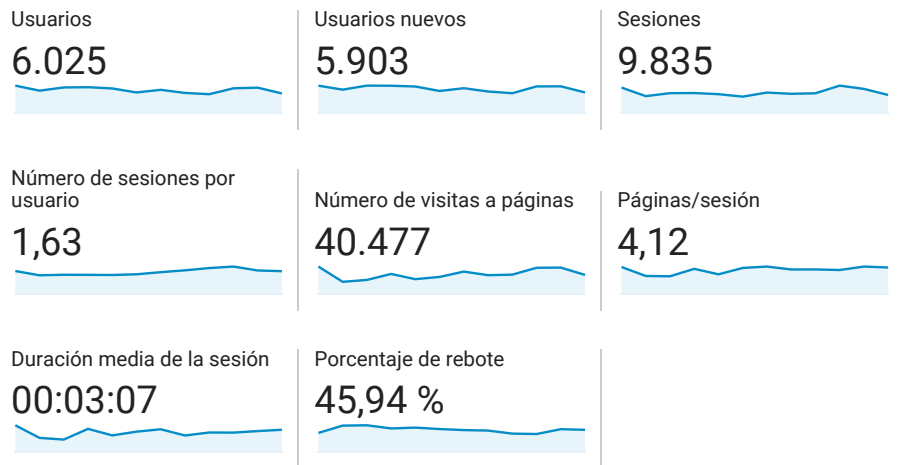 Usuarios
6.025
Usuarios nuevos
5.903
Sesiones
9.835
Número de sesiones por
usuario
1,63
Número de visitas a páginas
40.477
Páginas/sesión
4,12
Duración media de la sesión
00:03:07
Porcentaje de rebote
45,94 %